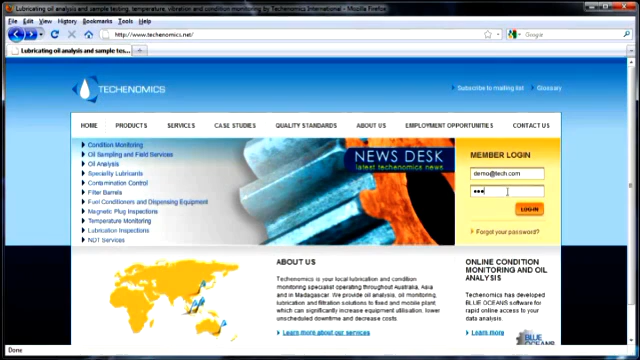 Lubricating oil analysis and sample testing, temperature, vibration and condition monitoring by Techenomics International - Mozilla Firefox
File Edit View History Bookmarks Tools Help
http://www.techenomics.net/
Google
Lubricating oil analysis and sample tes...
TECHENOMICS
Subscribe to mailing list
Glossary
HOME PRODUCTS SERVICES CASE STUDIES QUALITY STANDARDS ABOUT US EMPLOYMENT OPPORTUNITIES CONTACT US
Condition Monitoring
Oil Sampling and Field Services
Oil Analysis
Speciality Lubricants
Contamination Control
Filter Barrels
Fuel Conditioners and Dispensing Equipment
Magnetic Plug Inspections
Temperature Monitoring
Lubrication Inspections
NDT Services
NEWS DESK
latest techenomics news
MEMBER LOGIN
demo@tech.com
•••
LOG-IN
Forgot your password?
ABOUT US
Techenomics is your local lubrication and condition
monitoring specialist operating throughout Australia, Asia
and in Madagascar. We provide oil analysis, oil monitoring,
lubrication and filtration solutions to fixed and mobile plant,
which can significantly increase equipment utilisation, lower
unscheduled downtime and decrease costs.
Learn more about our services
ONLINE CONDITION
MONITORING AND OIL
ANALYSIS
Techenomics has developed
BLUE OCEANS software for
rapid online access to your
data analysis.
Learn more
BLUE
OCEANS
Done